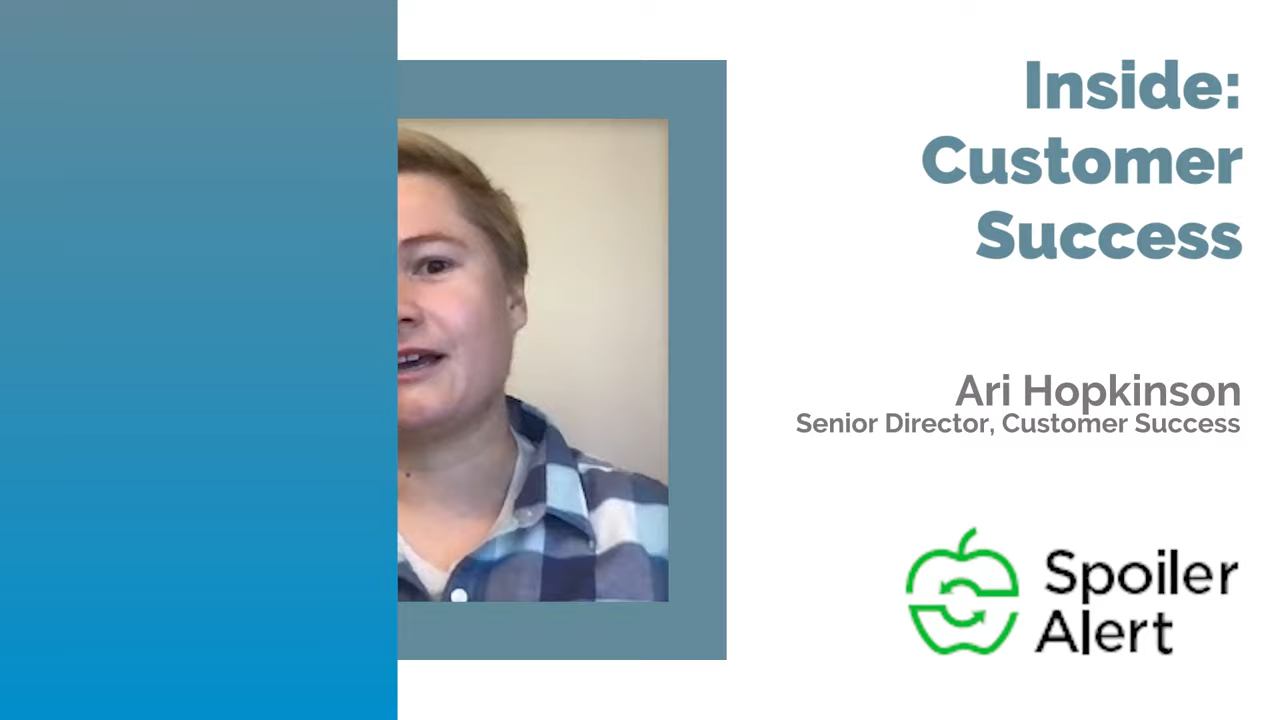 Inside:
Customer
Success
Ari Hopkinson
Senior Director, Customer Success
Spoiler
Alert